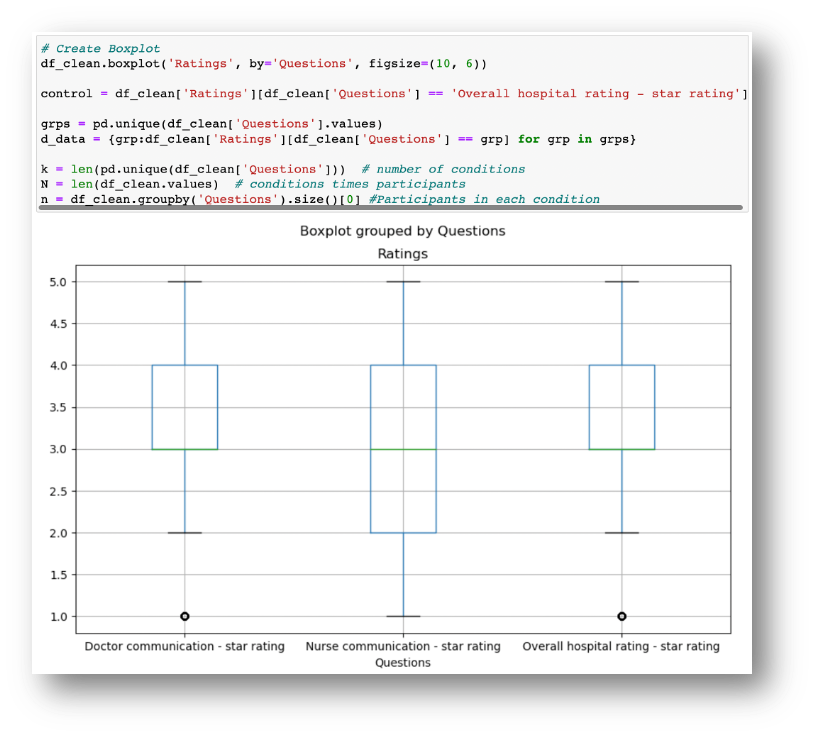 # Create Boxplot
df_clean.boxplot('Ratings', by='Questions', figsize=(10, 6))
control = df_clean['Ratings'][df_clean['Questions'] == 'Overall hospital rating - star rating']
grps = pd.unique(df_clean['Questions'].values)
d_data = {grp:df_clean['Ratings'][df_clean['Questions'] == grp] for grp in grps}
k = len(pd.unique(df_clean['Questions']))  # number of conditions
N = len(df_clean.values)  # conditions times participants
n = df_clean.groupby('Questions').size()[0] #Participants in each condition
Boxplot grouped by Questions
Ratings
5.0
4.5
4.0
3.5
3.0
2.5
2.0
1.5
1.0
Doctor communication - star rating Nurse communication - star rating Overall hospital rating - star rating
Questions